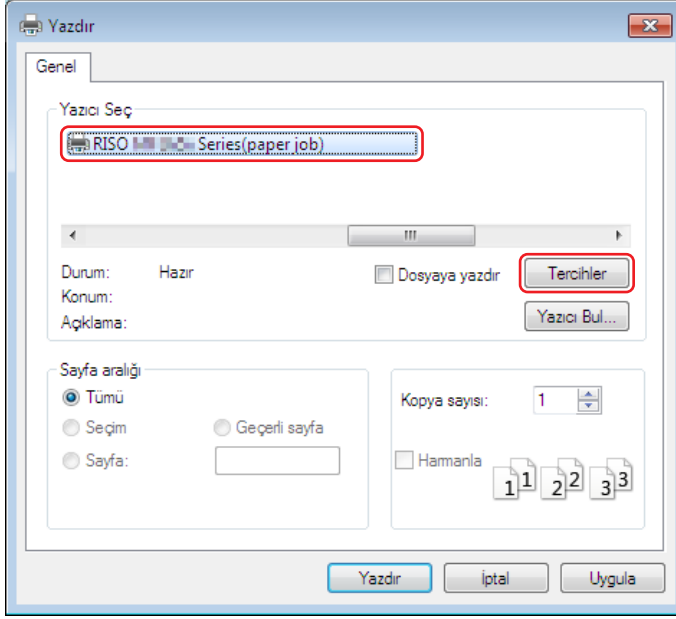 Yazdır
Genel
Yazıcı Seç
RISO Series(paper job)
Durum: Hazır
Dosyaya yazdır
Tercihler
Konum:
Açıklama:
Yazıcı Bul...
Sayfa aralığı
Tümü
Seçim
Geçerli sayfa
Sayfa:
Kopya sayısı: 1
Harmanla
1 1 2 2 3 3
Yazdır
İptal
Uygula